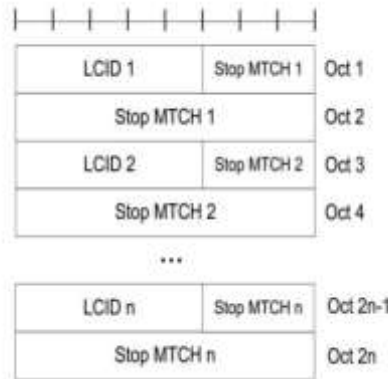 LCID 1 Stop MTCH 1 Oct 1
Stop MTCH 1 Oct 2
LCID 2 Stop MTCH 2 Oct 3
Stop MTCH 2 Oct 4
...
LCID n Stop MTCH n Oct 2n-1
Stop MTCH n Oct 2n